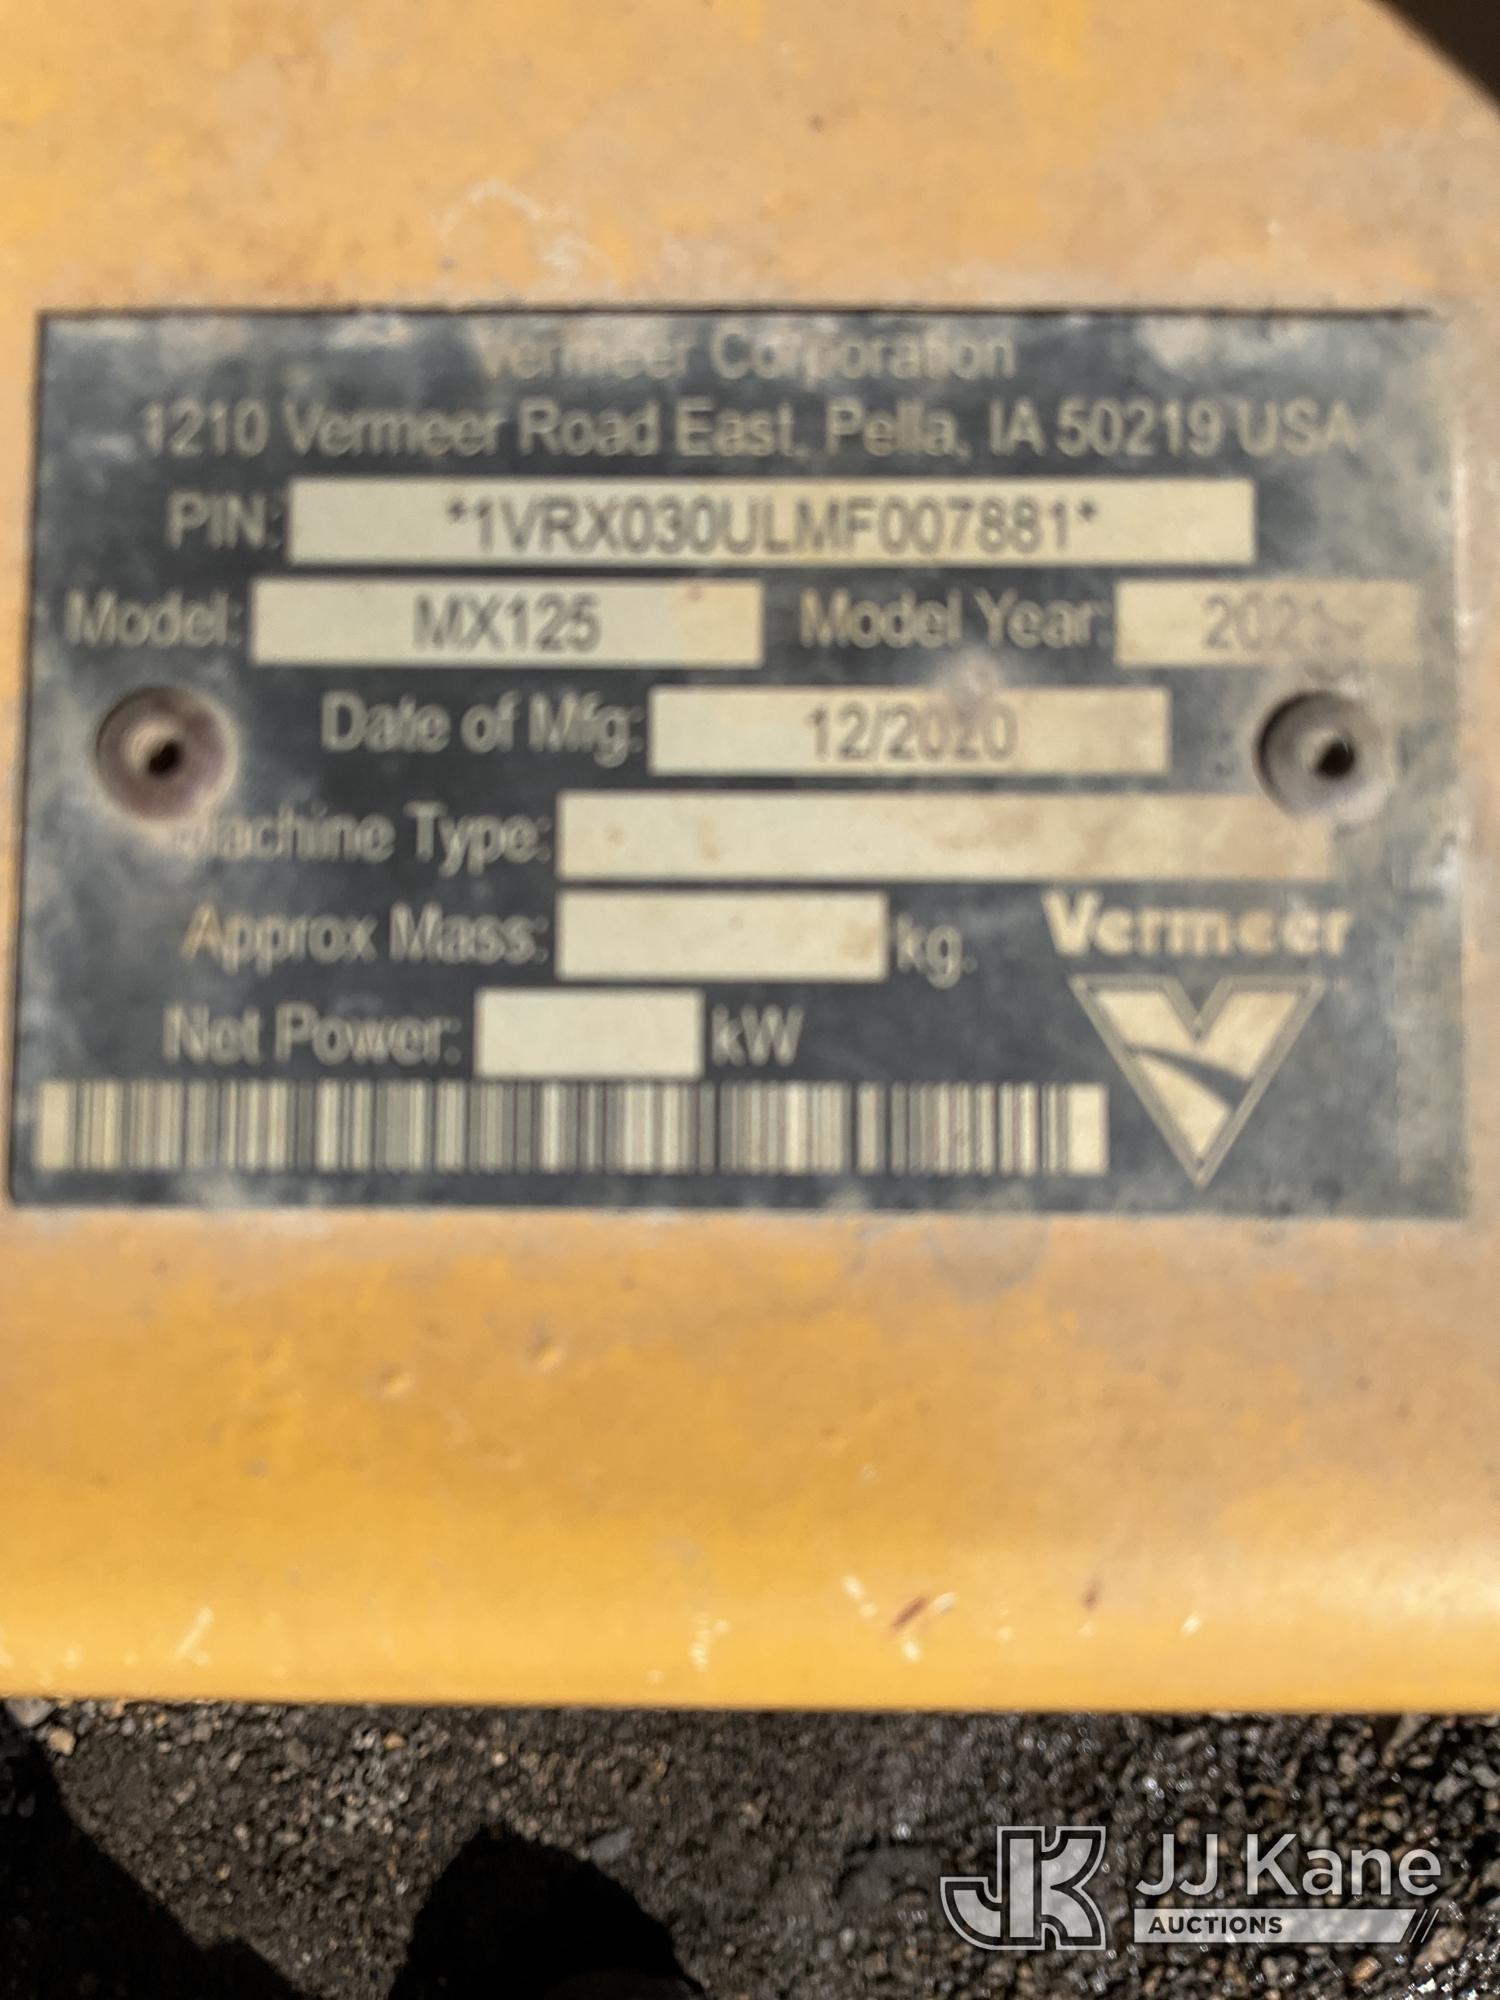 Vermeer Corporation
1210 Vermeer Road East, Pella, IA 50219 USA
PIN: *1VRX030ULMF007881*
Model: MX125 Model Year:
Date of Mfg: 12/2020
Machine Type:
Approx Mass: kg.
Net Power: kW
Vermeer
JJ Kane
AUCTIONS